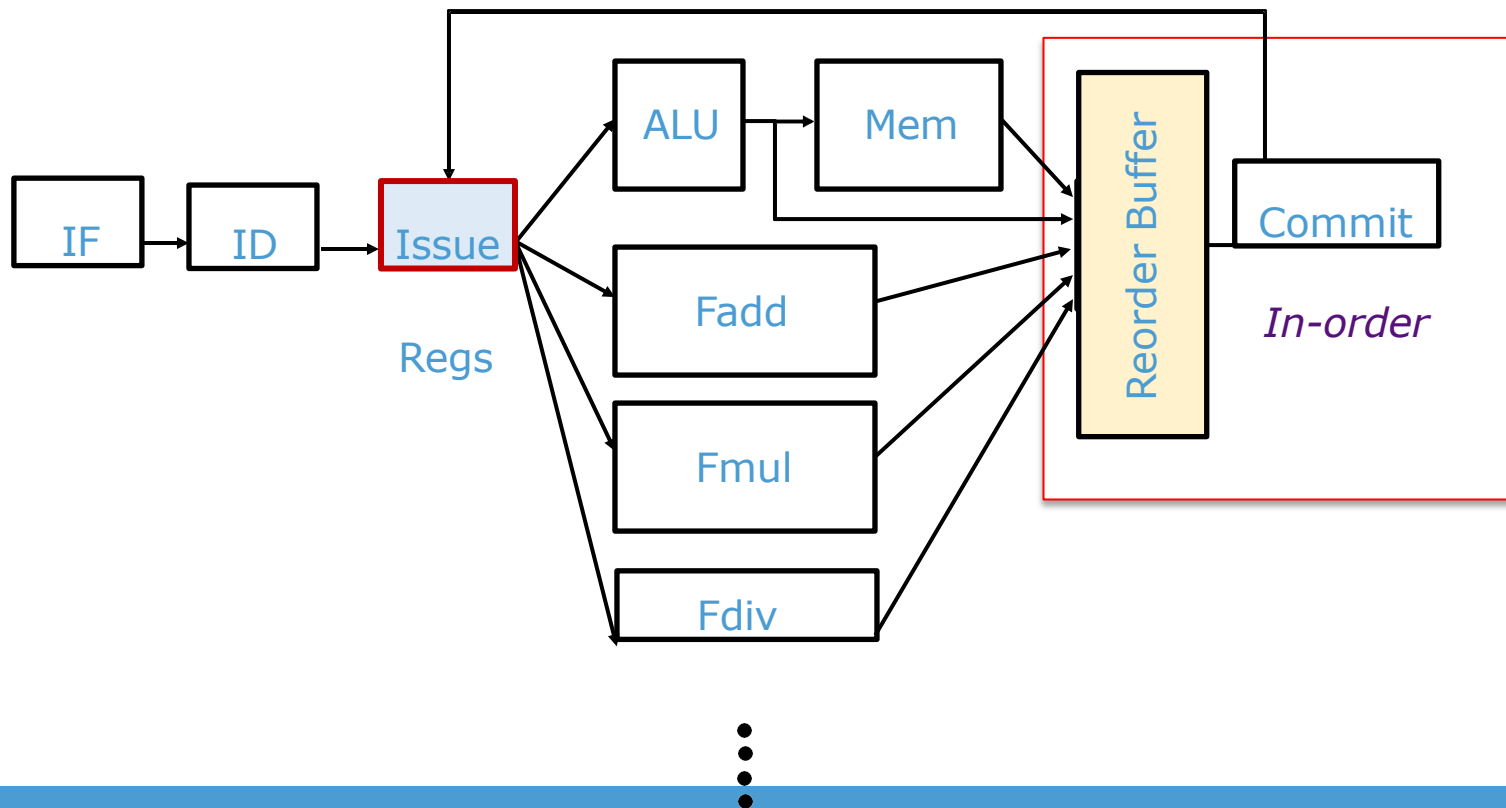 IF
ID
Issue
Regs
ALU
Mem
Fadd
Fmul
Fdiv
Reorder Buffer
Commit
In-order